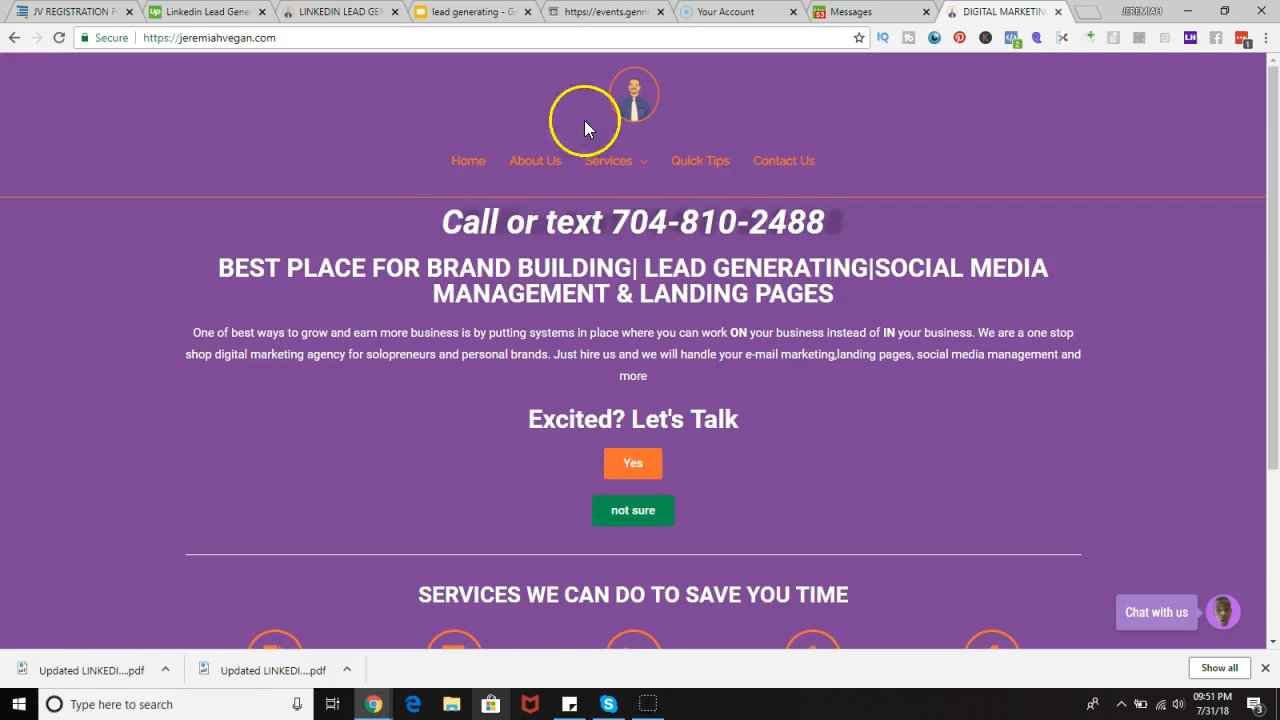 JV REGISTRATION F
Linkedin Lead Gene
LINKEDIN LEAD GE
lead generating - G
https://events.genn
Your Account
53 Messages
DIGITAL MARKETIN
JEREMIAH
Secure https://jeremiahvegan.com
Home About Us Services Quick Tips Contact Us
Call or text 704-810-2488
BEST PLACE FOR BRAND BUILDING| LEAD GENERATING|SOCIAL MEDIA
MANAGEMENT & LANDING PAGES
One of best ways to grow and earn more business is by putting systems in place where you can work ON your business instead of IN your business. We are a one stop
shop digital marketing agency for solopreneurs and personal brands. Just hire us and we will handle your e-mail marketing,landing pages, social media management and
more
Excited? Let's Talk
Yes
not sure
SERVICES WE CAN DO TO SAVE YOU TIME
Chat with us
Updated LINKEDI....pdf
Updated LINKEDI....pdf
Show all
Type here to search
09:51 PM
7/31/18